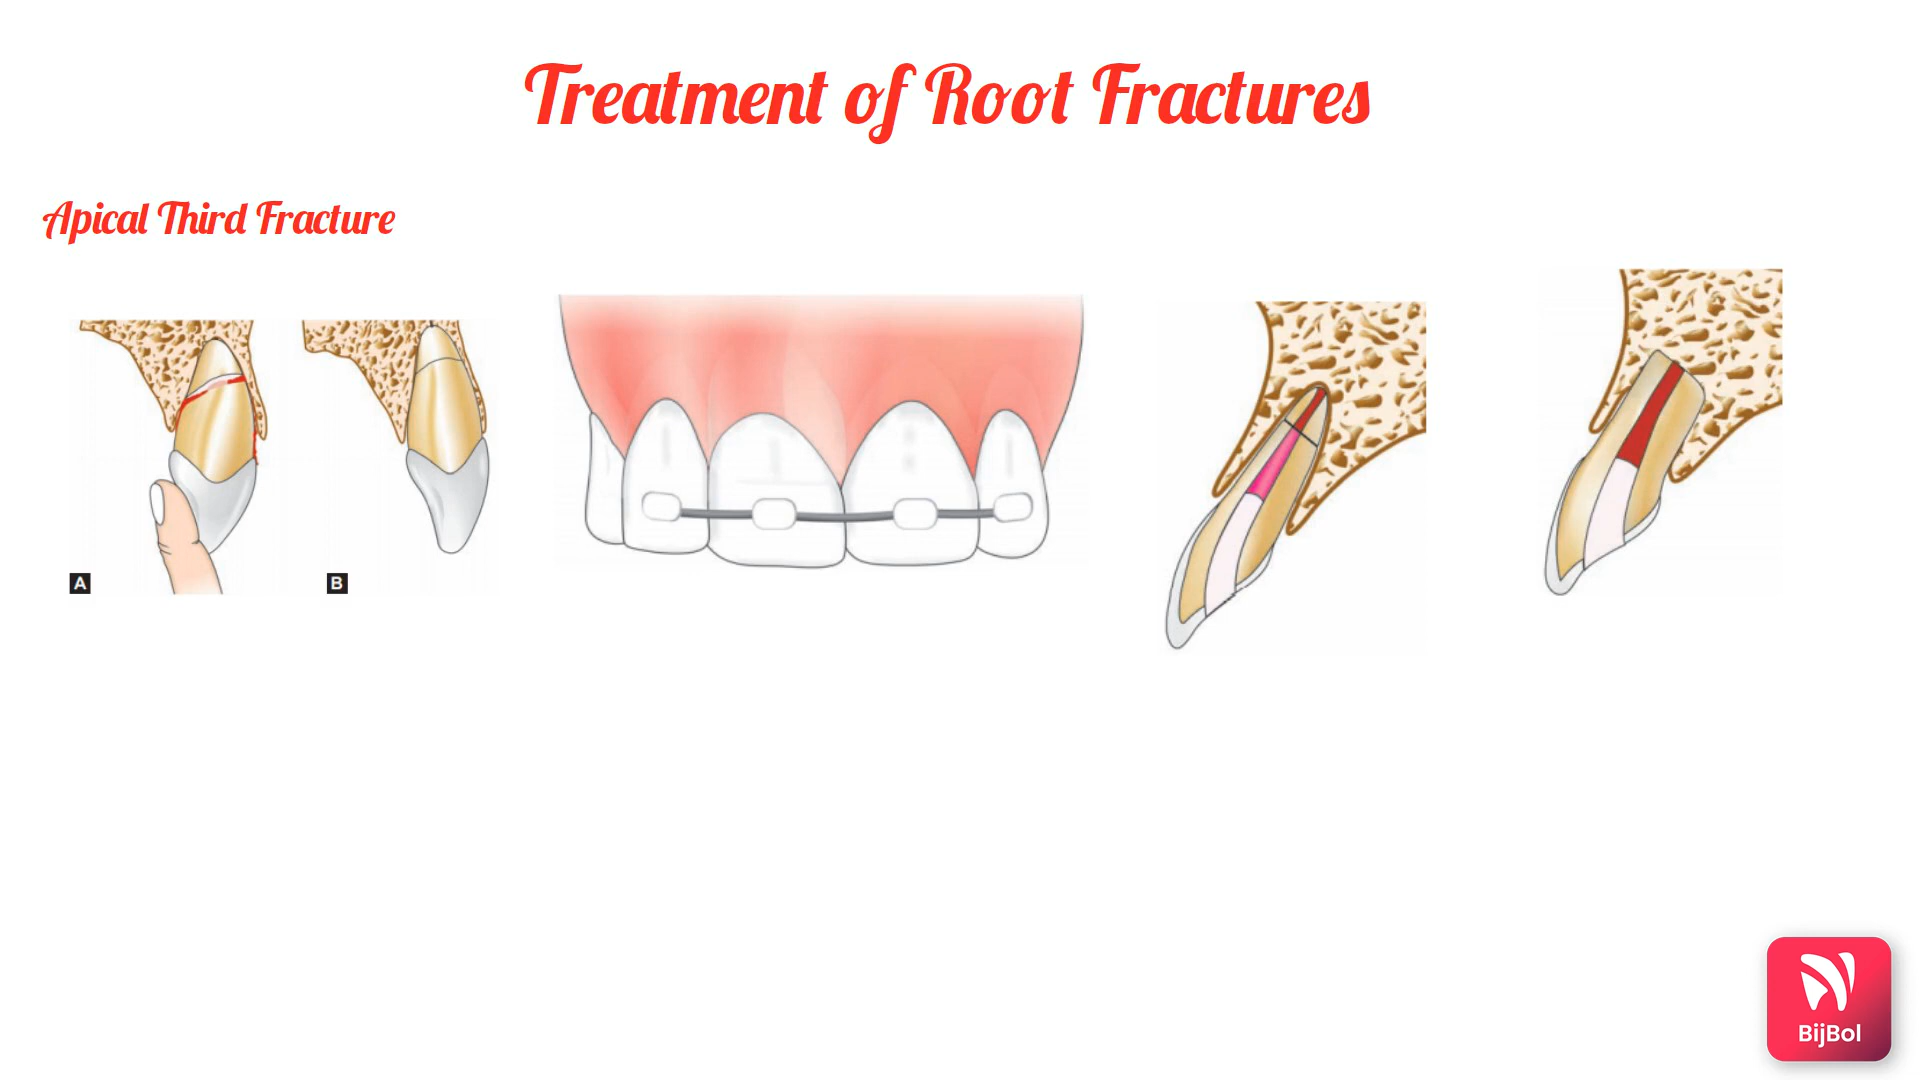 Treatment of Root Fractures
Apical Third Fracture
A
B
BijBol